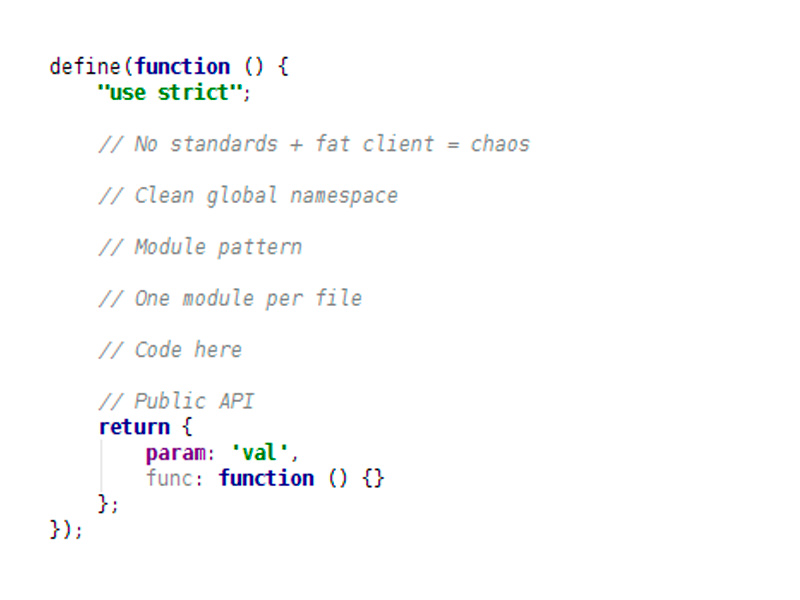 define(function () {
    "use strict";
    // No standards + fat client = chaos
    // Clean global namespace
    // Module pattern
    // One module per file
    // Code here
    // Public API
    return {
        param: 'val',
        func: function () {}
    };
});